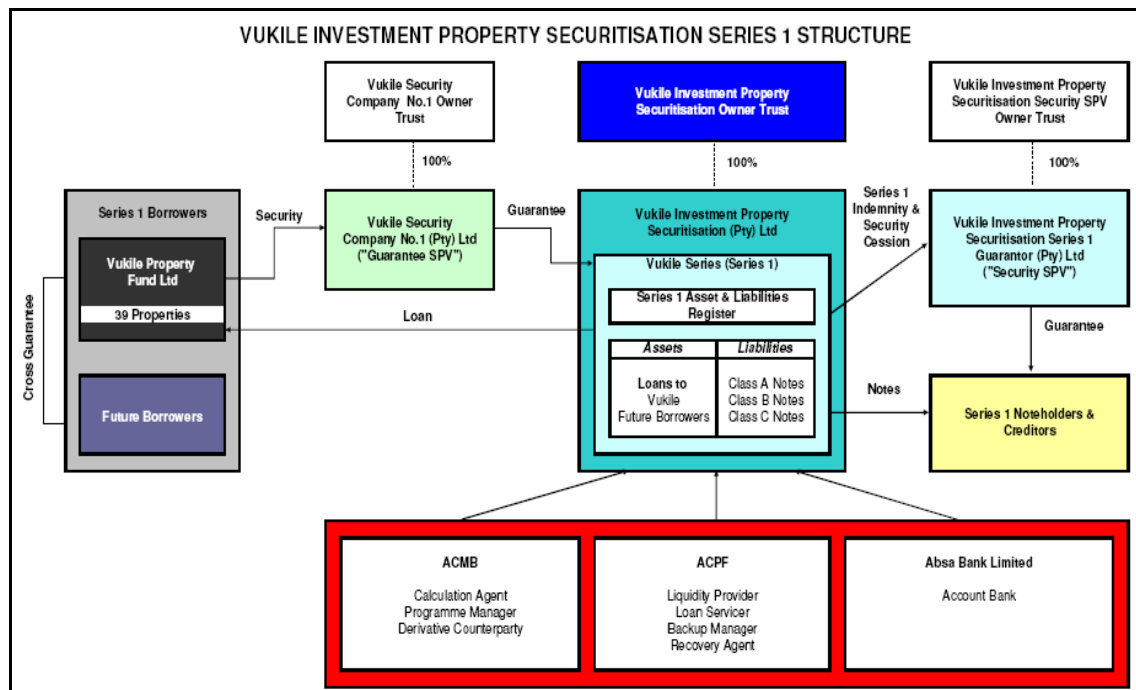 VUKILE INVESTMENT PROPERTY SECURITISATION SERIES 1 STRUCTURE
Vukile Security
Company No.1 Owner
Trust
Vukile Investment Property
Securitisation Owner Trust
Vukile Investment Property
Securitisation Security SPV
Owner Trust
100%
100%
100%
Series 1 Borrowers
Vukile Property
Fund Ltd
39 Properties
Future Borrowers
Cross Guarantee
Security
Vukile Security
Company No.1 (Pty) Ltd
("Guarantee SPV")
Guarantee
Loan
Vukile Investment Property
Securitisation (Pty) Ltd
Vukile Series (Series 1)
Series 1 Asset & Liabilities
Register
Assets
Liabilities
Loans to
Vukile
Future Borrowers
Class A Notes
Class B Notes
Class C Notes
Series 1
Indemnity &
Security
Cession
Vukile Investment Property
Securitisation Series 1
Guarantor (Pty) Ltd
("Security SPV")
Guarantee
Notes
Series 1 Noteholders &
Creditors
ACMB
Calculation Agent
Programme Manager
Derivative Counterparty
ACPF
Liquidity Provider
Loan Servicer
Backup Manager
Recovery Agent
Absa Bank Limited
Account Bank